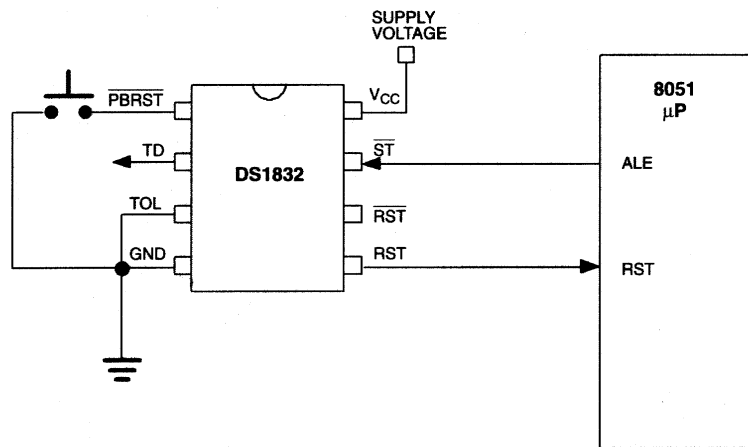 SUPPLY
VOLTAGE
8051
μP
PBRST
VCC
TD
ST
ALE
DS1832
TOL
RST
GND
RST
RST